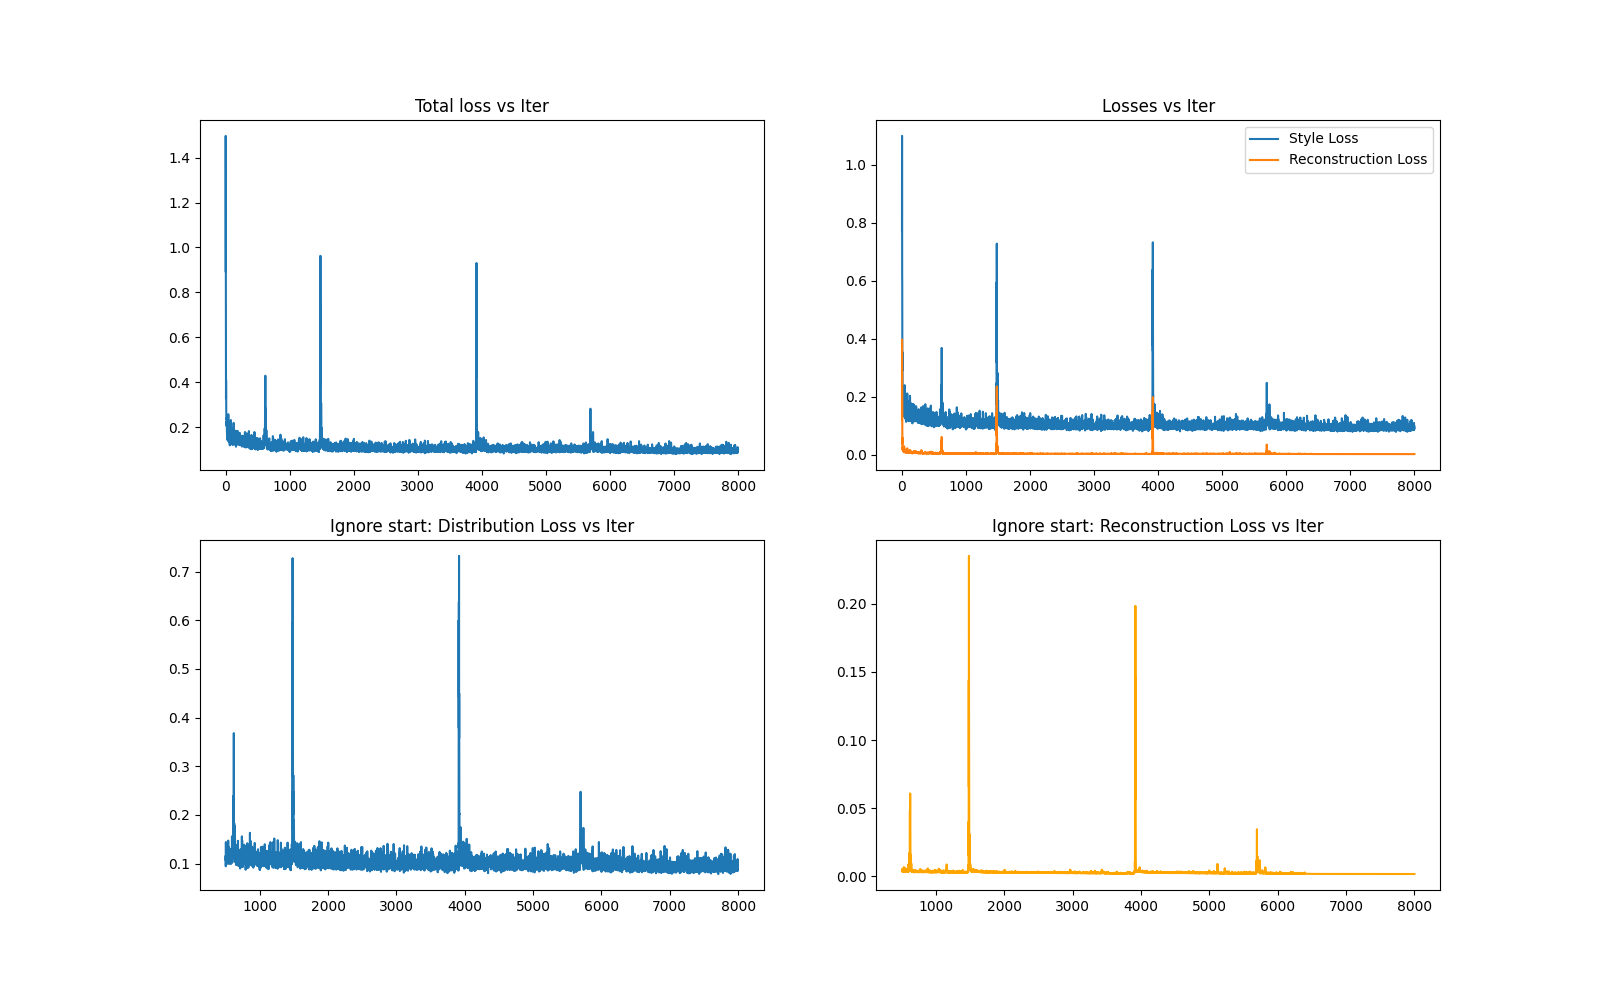 Total loss vs Iter
1.4
1.2
1.0
0.8
0.6
0.4
0.2
0 1000 2000 3000 4000 5000 6000 7000 8000
Losses vs Iter
Style Loss
Reconstruction Loss
1.0
0.8
0.6
0.4
0.2
0.0
0 1000 2000 3000 4000 5000 6000 7000 8000
Ignore start: Distribution Loss vs Iter
0.7
0.6
0.5
0.4
0.3
0.2
0.1
1000 2000 3000 4000 5000 6000 7000 8000
Ignore start: Reconstruction Loss vs Iter
0.20
0.15
0.10
0.05
0.00
1000 2000 3000 4000 5000 6000 7000 8000